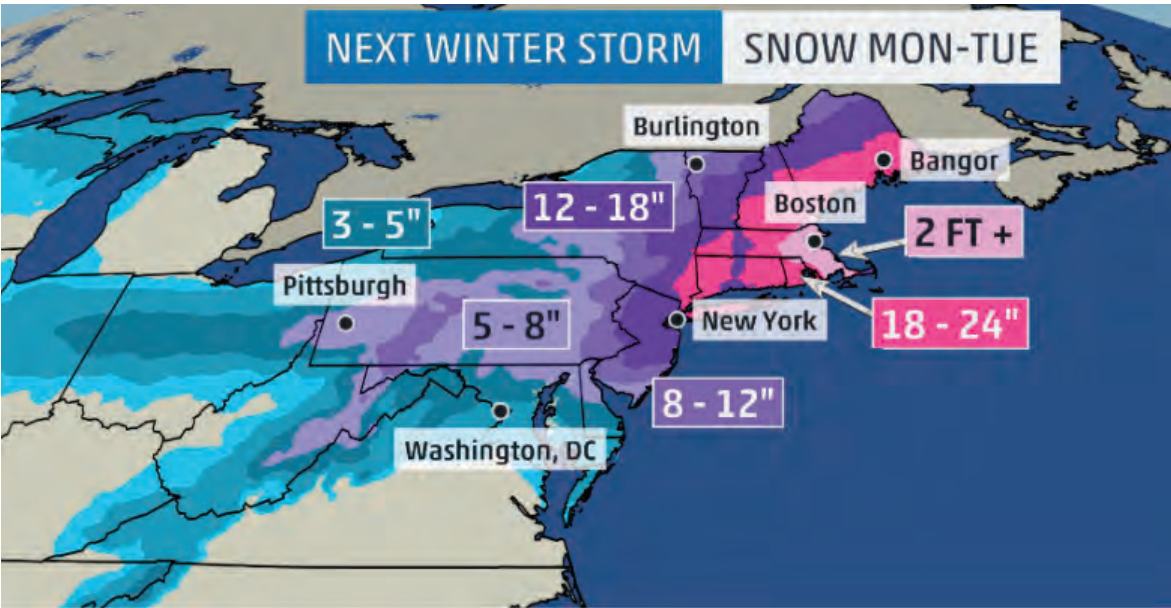 NEXT WINTER STORM
SNOW MON-TUE
Burlington
Bangor
12 - 18"
Boston
3 - 5"
2 FT +
Pittsburgh
5 - 8"
New York
18 - 24"
8 - 12"
Washington, DC